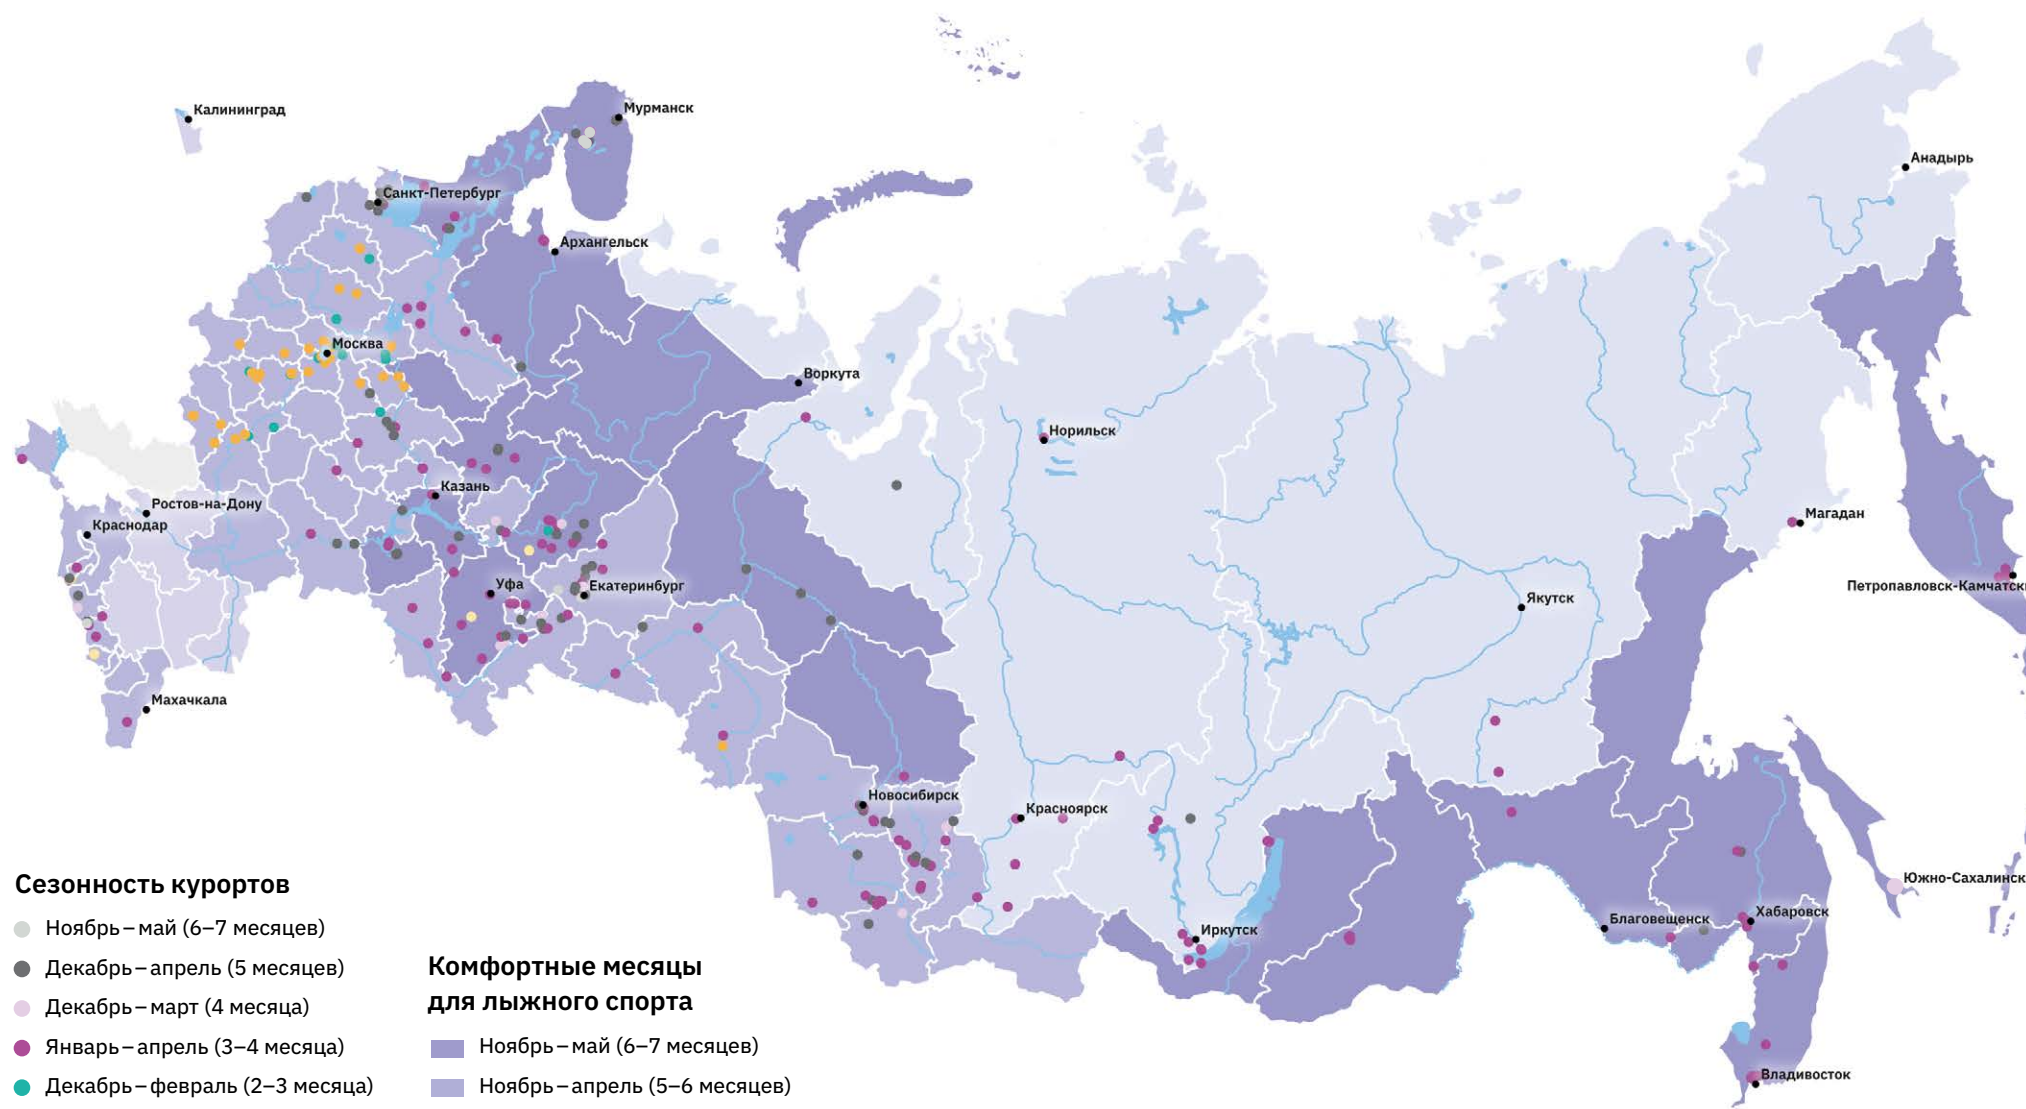 Калининград
Мурманск
Анадырь
Санкт-Петербург
Архангельск
Москва
Воркута
Норильск
Казань
Ростов-на-Дону
Краснодар
Магадан
Уфа
Екатеринбург
Петропавловск-Камчатски
Якутск
Махачкала
Новосибирск
Красноярск
Южно-Сахалинск
Благовещенск
Хабаровск
Иркутск
Владивосток
Сезонность курортов
Ноябрь – май (6–7 месяцев)
Декабрь – апрель (5 месяцев)
Декабрь – март (4 месяца)
Январь – апрель (3–4 месяца)
Декабрь – февраль (2–3 месяца)
Комфортные месяцы
для лыжного спорта
Ноябрь – май (6–7 месяцев)
Ноябрь – апрель (5–6 месяцев)